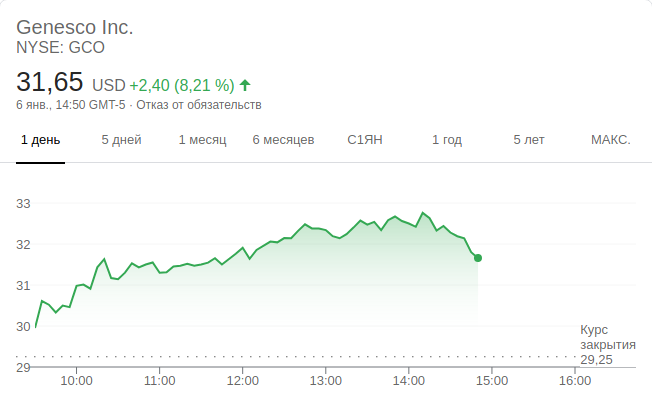 Genesco Inc.
NYSE: GCO
31,65 USD +2,40 (8,21 %)
6 янв., 14:50 GMT-5 · Отказ от обязательств
1 день 5 дней 1 месяц 6 месяцев С1ЯН 1 год 5 лет МАКС.
33
32
31
30
Курс
закрытия
29,25
29
10:00 11:00 12:00 13:00 14:00 15:00 16:00